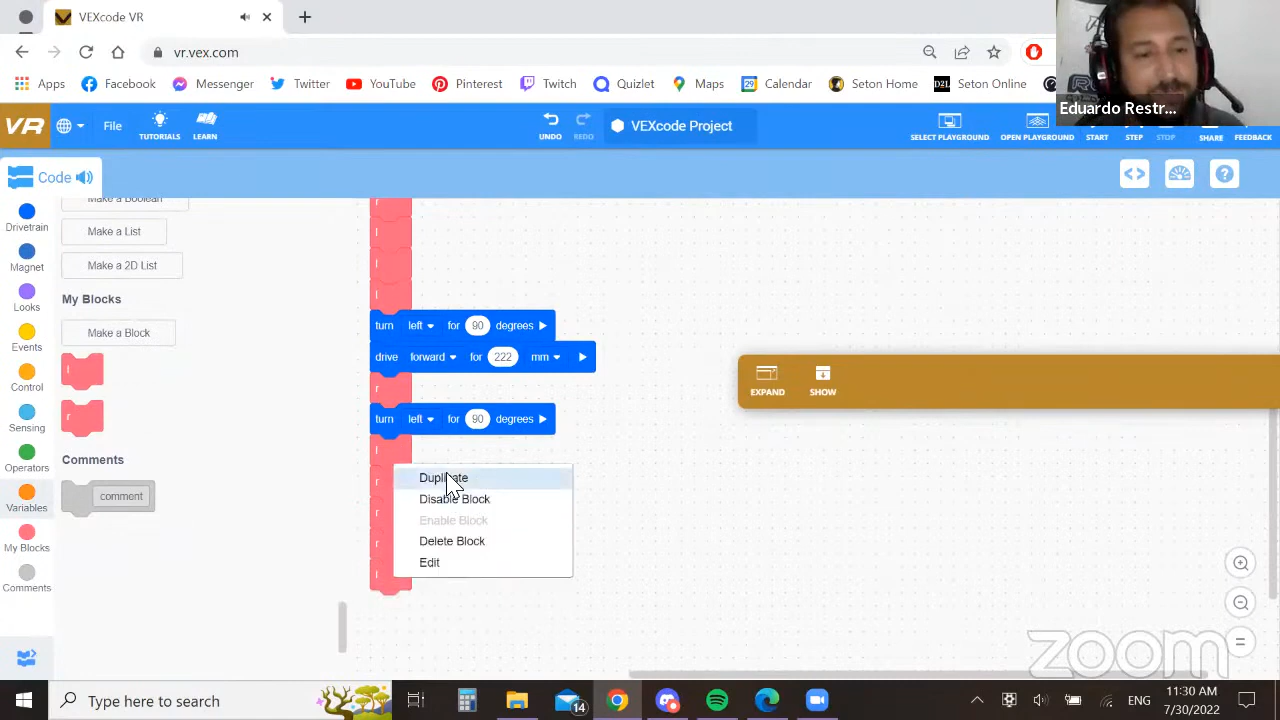 VEXcode VR
vr.vex.com
Apps Facebook Messenger Twitter YouTube Pinterest Twitch Quizlet Maps Calendar Seton Home Seton Online
Eduardo Restr...
VR File TUTORIALS LEARN UNDO REDO VEXcode Project SELECT PLAYGROUND OPEN PLAYGROUND START STEP STOP SHARE FEEDBACK
Code
Drivetrain
Magnet
Looks
Events
Control
Sensing
Operators
Variables
My Blocks
Comments
Make a Boolean
Make a List
Make a 2D List
My Blocks
Make a Block
l
r
Comments
comment
r
l
l
l
turn left for 90 degrees
drive forward for 222 mm
r
turn left for 90 degrees
l
r
r
r
l
Duplicate
Disable Block
Enable Block
Delete Block
Edit
EXPAND SHOW
zoom
Type here to search
14
ENG
11:30 AM
7/30/2022